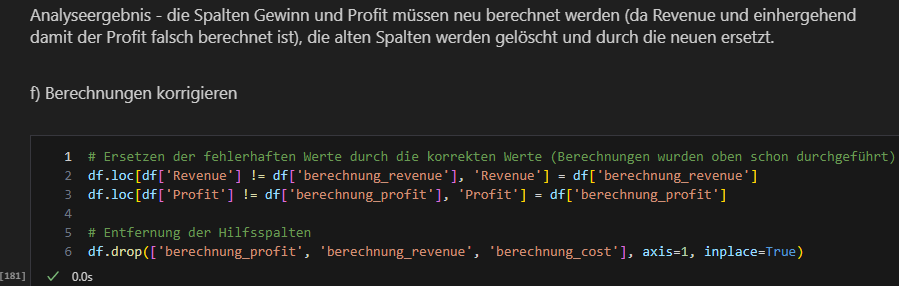 Analyseergebnis - die Spalten Gewinn und Profit müssen neu berechnet werden (da Revenue und einhergehend
damit der Profit falsch berechnet ist), die alten Spalten werden gelöscht und durch die neuen ersetzt.
f) Berechnungen korrigieren
1 # Ersetzen der fehlerhaften Werte durch die korrekten Werte (Berechnungen wurden oben schon durchgeführt)
2 df.loc[df['Revenue'] != df['berechnung_revenue'], 'Revenue'] = df['berechnung_revenue']
3 df.loc[df['Profit'] != df['berechnung_profit'], 'Profit'] = df['berechnung_profit']
4
5 # Entfernung der Hilfsspalten
6 df.drop(['berechnung_profit', 'berechnung_revenue', 'berechnung_cost'], axis=1, inplace=True)
[181] ✓ 0.0s